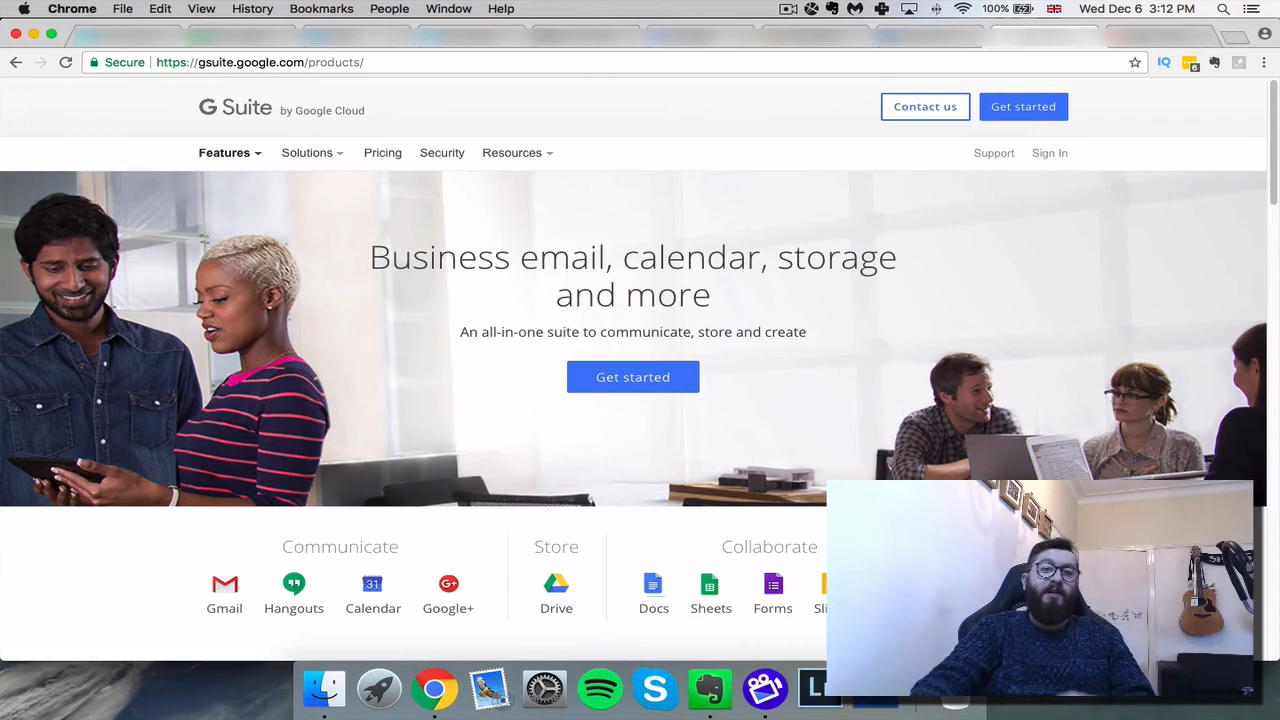 Chrome File Edit View History Bookmarks People Window Help 100% Wed Dec 6 3:12 PM
Secure https://gsuite.google.com/products/ IQ 6
G Suite by Google Cloud Contact us Get started
Features Solutions Pricing Security Resources Support Sign In
Business email, calendar, storage
and more
An all-in-one suite to communicate, store and create
Get started
Communicate Store Collaborate
31 G+
Gmail Hangouts Calendar Google+ Drive Docs Sheets Forms